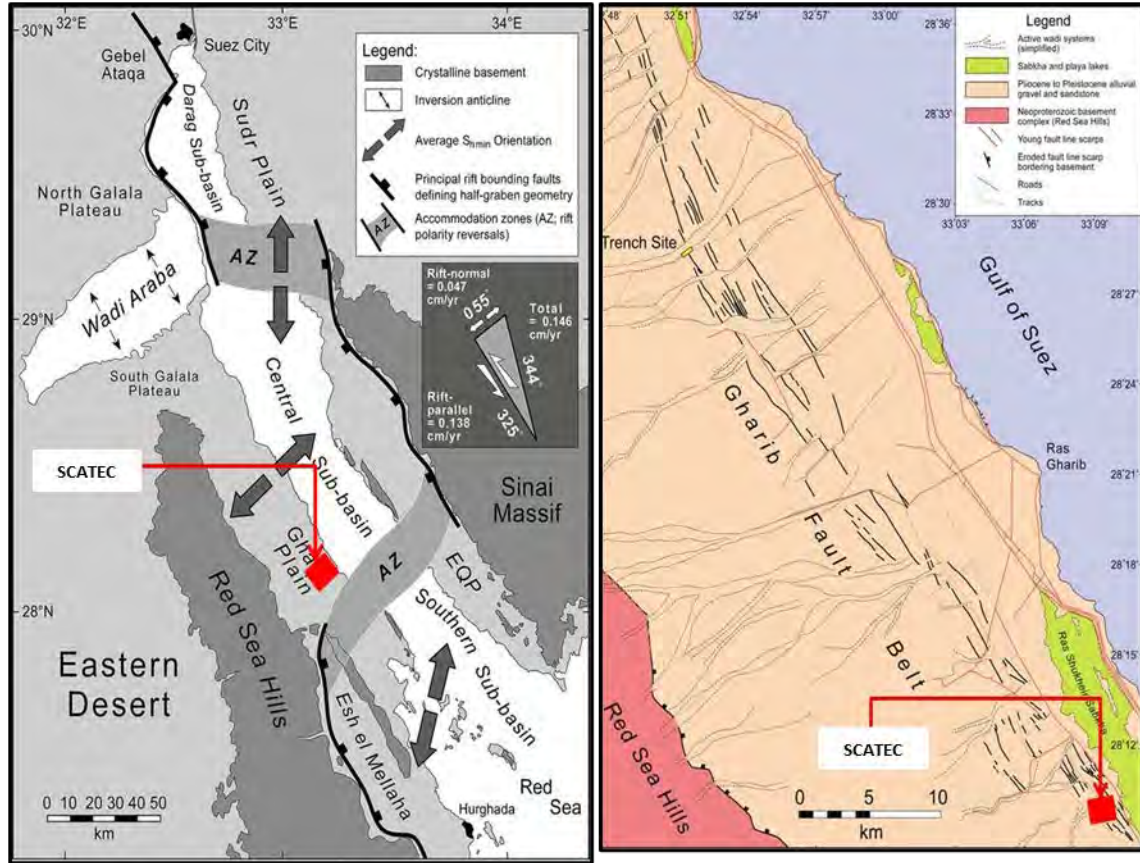 32°E
33°E
34°E
30°N
29°N
28°N
Suez City
Gebel
Ataqa
Darag Sub-basin
Sudr Plain
North Galala
Plateau
AZ
Wadi Araba
South Galala
Plateau
Central
Sub-basin
SCATEC
Plain
AZ
EQP
Sinai
Massif
Red Sea Hills
Eastern
Desert
Southern
Sub-basin
Esh el Mellaha
Red
Sea
Hurghada
0 10 20 30 40 50
km
Legend:
Crystalline basement
Inversion anticline
Average Shmin Orientation
Principal rift bounding faults
defining half-graben geometry
AZ
Accommodation zones (AZ; rift
polarity reversals)
Rift-normal
= 0.047
cm/yr
055°
Total =
0.146
cm/yr
344°
325°
Rift-
parallel
= 0.138
cm/yr
32°51'
32°54'
32°57'
33°00'
28°36'
28°33'
28°30'
33°03'
33°06'
33°09'
28°27'
28°24'
28°21'
28°18'
28°15'
28°12'
Legend
Active wadi systems
(simplified)
Sabkha and playa lakes
Pliocene to Pleistocene alluvial
gravel and sandstone
Neoproterozoic basement
complex (Red Sea Hills)
Young fault line scarps
Eroded fault line scarp
bordering basement
Roads
Tracks
Trench Site
Gulf of Suez
Gharib
Fault
Belt
Ras
Gharib
Red Sea Hills
SCATEC
0 5 10
km